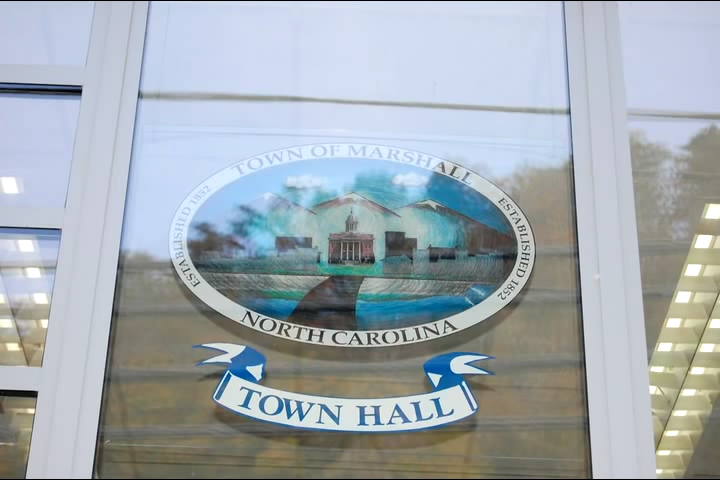 TOWN OF MARSHALL
ESTABLISHED 1852
ESTABLISHED 1852
NORTH CAROLINA
TOWN HALL